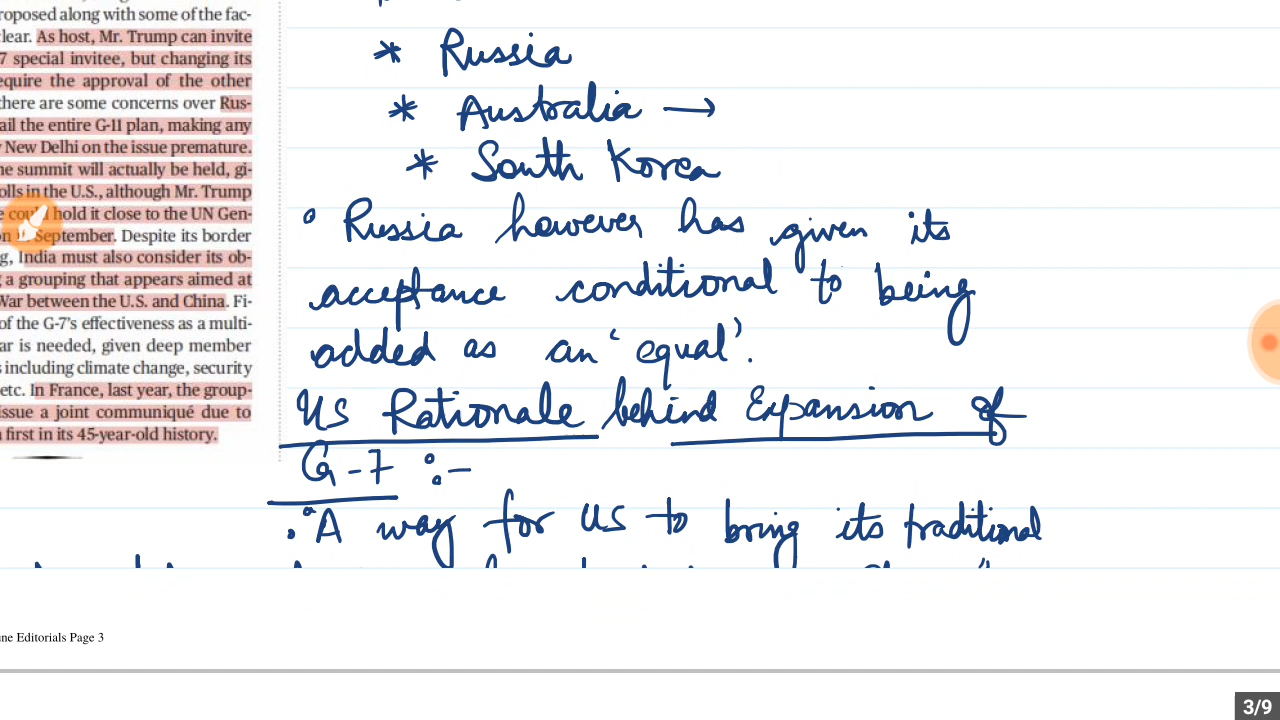 roposed along with some of the fac-
lear. As host, Mr. Trump can invite
7 special invitee, but changing its
equire the approval of the other
there are some concerns over Rus-
ail the entire G-11 plan, making any
New Delhi on the issue premature.
he summit will actually be held, gi-
olls in the U.S., although Mr. Trump
e could hold it close to the UN Gen-
on September. Despite its border
g, India must also consider its ob-
g a grouping that appears aimed at
War between the U.S. and China. Fi-
of the G-7's effectiveness as a multi-
ar is needed, given deep member
s including climate change, security
etc. In France, last year, the group-
issue a joint communiqué due to
first in its 45-year-old history.
* Russia
* Australia →
* South Korea
° Russia however has given its
acceptance conditional to being
added as an 'equal'.
US Rationale behind Expansion of
G-7 :-
• A way for US to bring its traditional
une Editorials Page 3
3/9